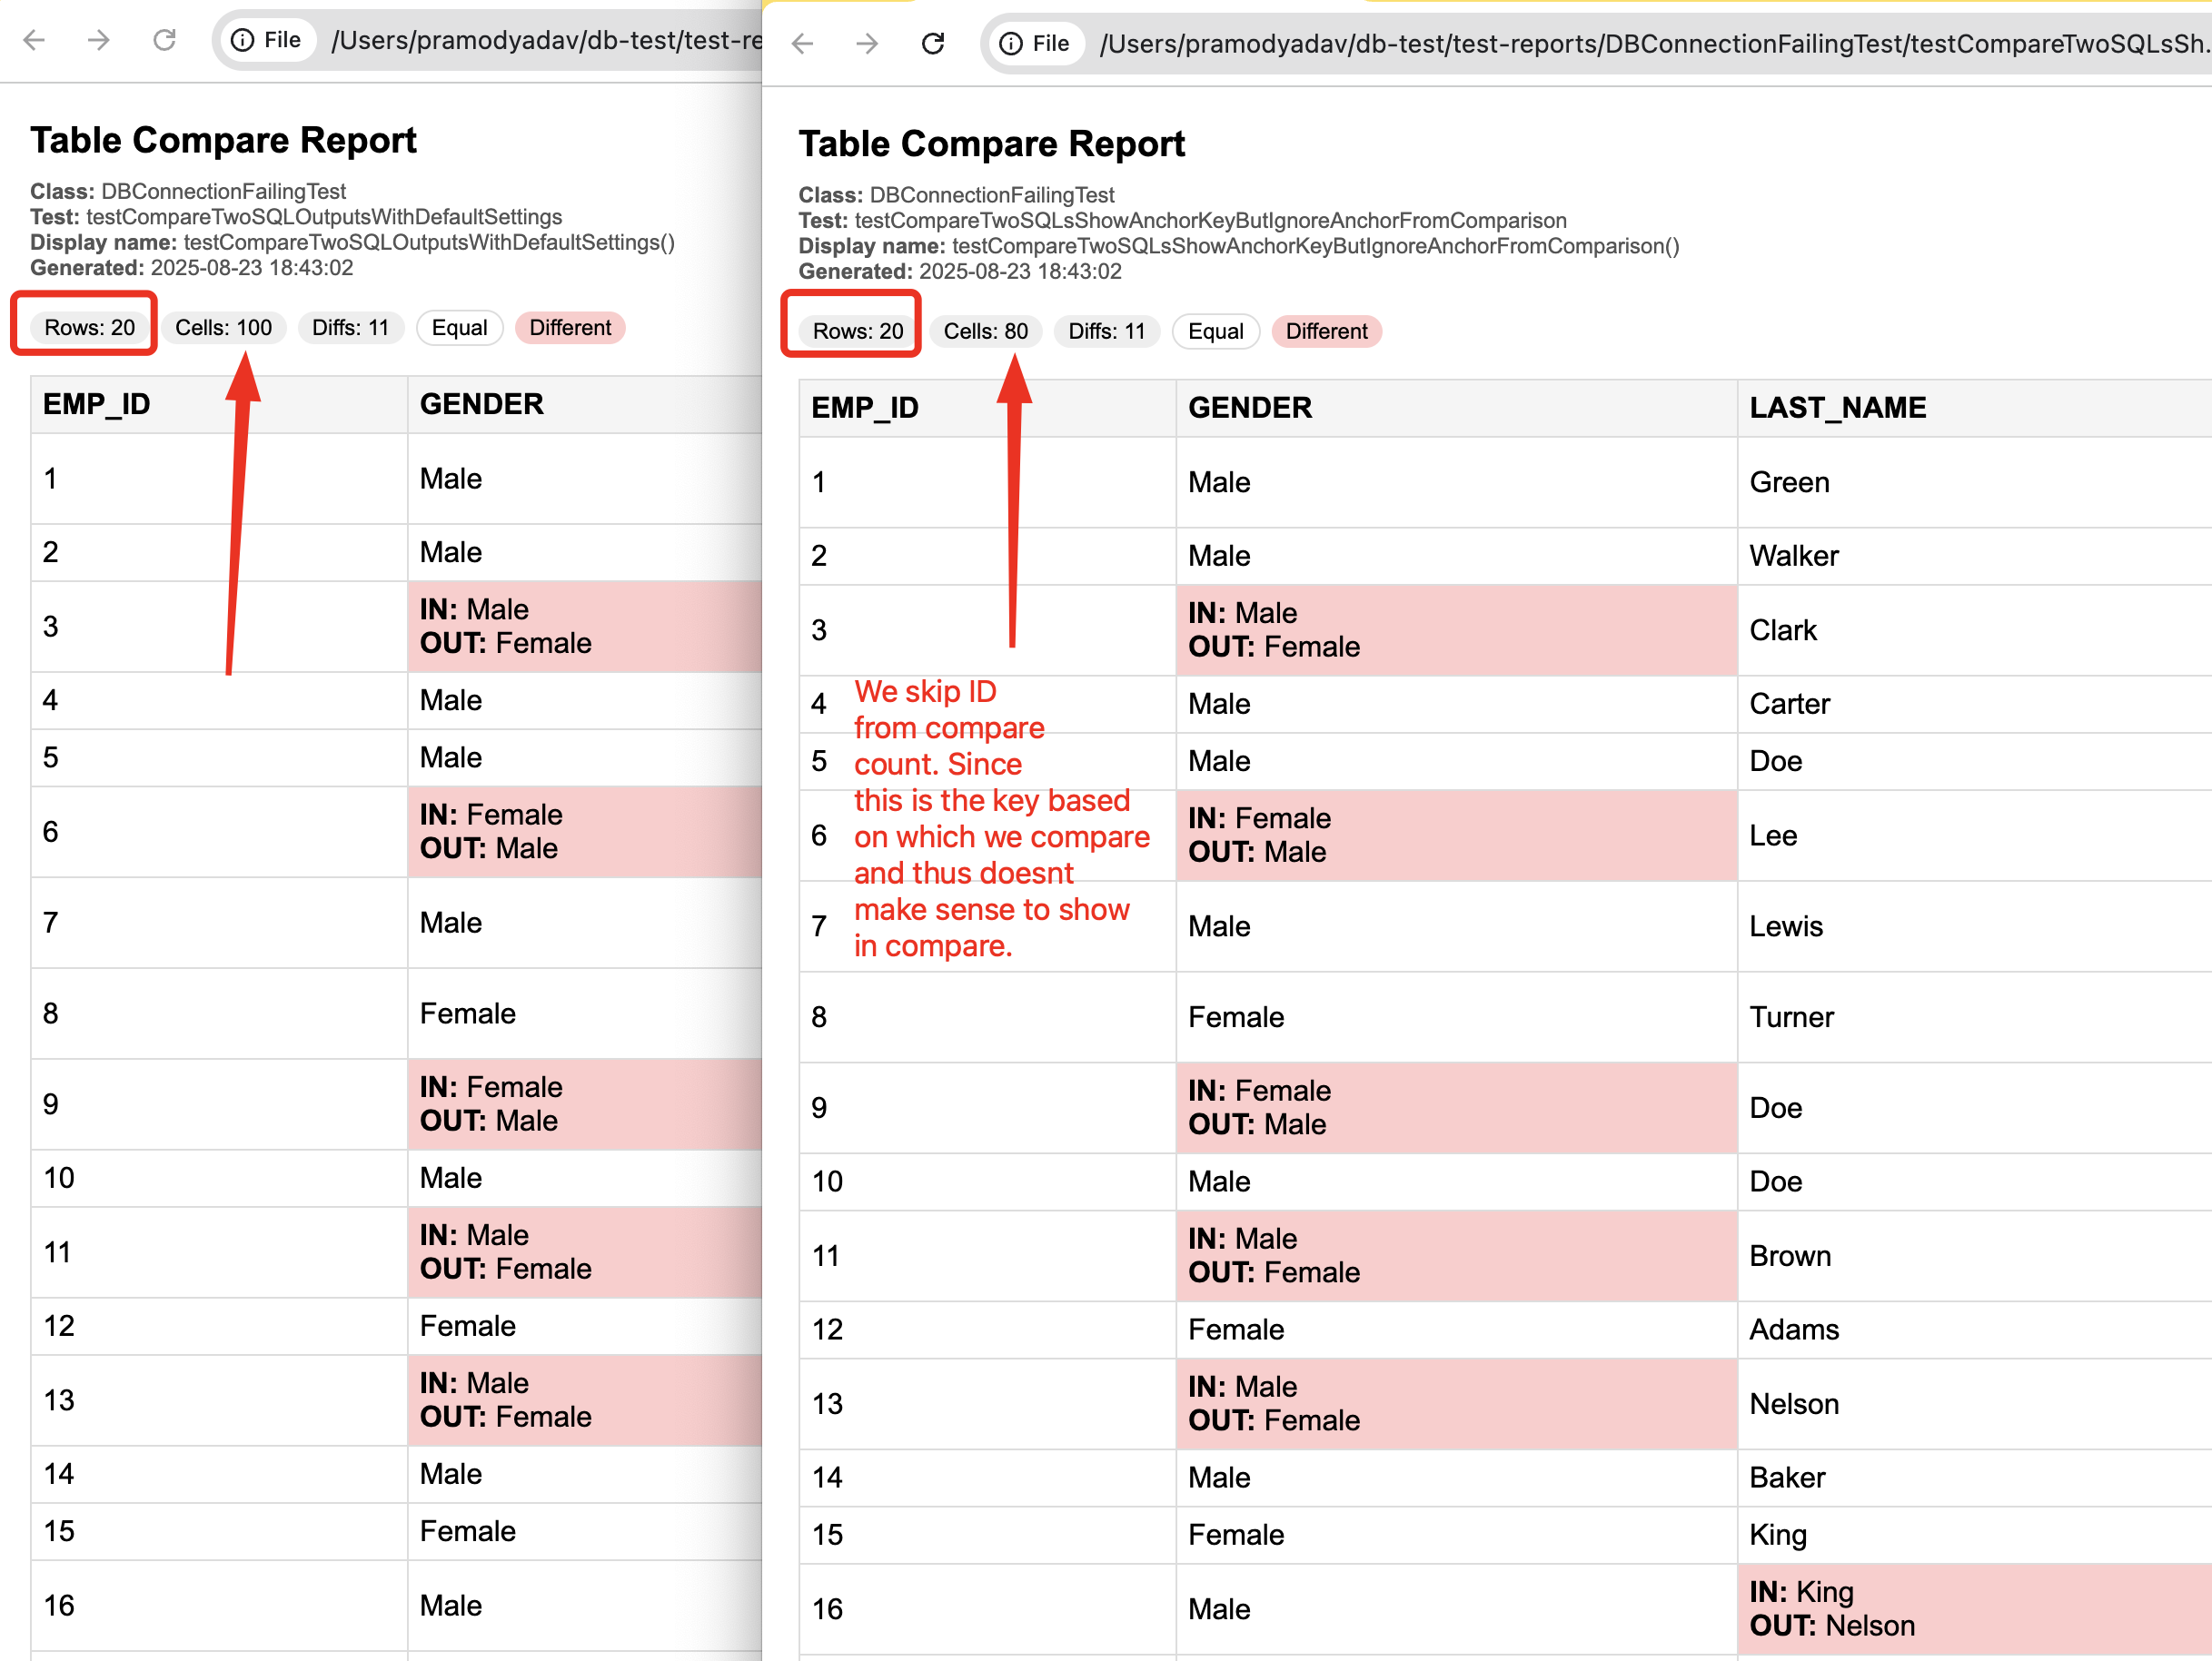 File
/Users/pramodyadav/db-test/test-re
Table Compare Report
Class: DBConnectionFailingTest
Test: testCompareTwoSQLOutputsWithDefaultSettings
Display name: testCompareTwoSQLOutputsWithDefaultSettings()
Generated: 2025-08-23 18:43:02
Rows: 20 Cells: 100 Diffs: 11 Equal Different
EMP_ID GENDER
1 Male
2 Male
3 IN: Male
OUT: Female
4 Male
5 Male
6 IN: Female
OUT: Male
7 Male
8 Female
9 IN: Female
OUT: Male
10 Male
11 IN: Male
OUT: Female
12 Female
13 IN: Male
OUT: Female
14 Male
15 Female
16 Male
File
/Users/pramodyadav/db-test/test-reports/DBConnectionFailingTest/testCompareTwoSQLsSh.
Table Compare Report
Class: DBConnectionFailingTest
Test: testCompareTwoSQLsShowAnchorKeyButIgnoreAnchorFromComparison
Display name: testCompareTwoSQLsShowAnchorKeyButIgnoreAnchorFromComparison()
Generated: 2025-08-23 18:43:02
Rows: 20 Cells: 80 Diffs: 11 Equal Different
EMP_ID GENDER LAST_NAME
1 Male Green
2 Male Walker
3 IN: Male
OUT: Female Clark
4 Male Carter
5 Male Doe
6 IN: Female
OUT: Male Lee
7 Male Lewis
8 Female Turner
9 IN: Female
OUT: Male Doe
10 Male Doe
11 IN: Male
OUT: Female Brown
12 Female Adams
13 IN: Male
OUT: Female Nelson
14 Male Baker
15 Female King
16 Male IN: King
OUT: Nelson
We skip ID
from compare
count. Since
this is the key based
on which we compare
and thus doesnt
make sense to show
in compare.